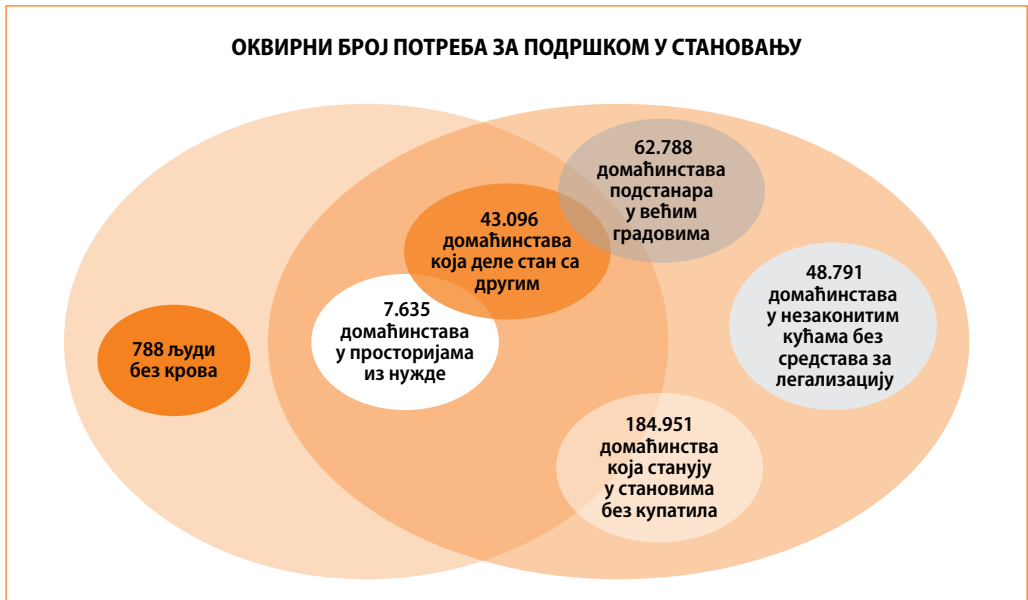 ОКВИРНИ БРОЈ ПОТРЕБА ЗА ПОДРШКОМ У СТАНОВАЊУ
62.788
домаћинстава
подстанара
у већим
градовима
43.096
домаћинстава
која деле стан са
другим
48.791
домаћинстава
у незаконитим
кућама без
средстава за
легализацију
7.635
домаћинстава
у просторијама
из нужде
788 људи
без крова
184.951
домаћинства
која станују
у становима
без купатила